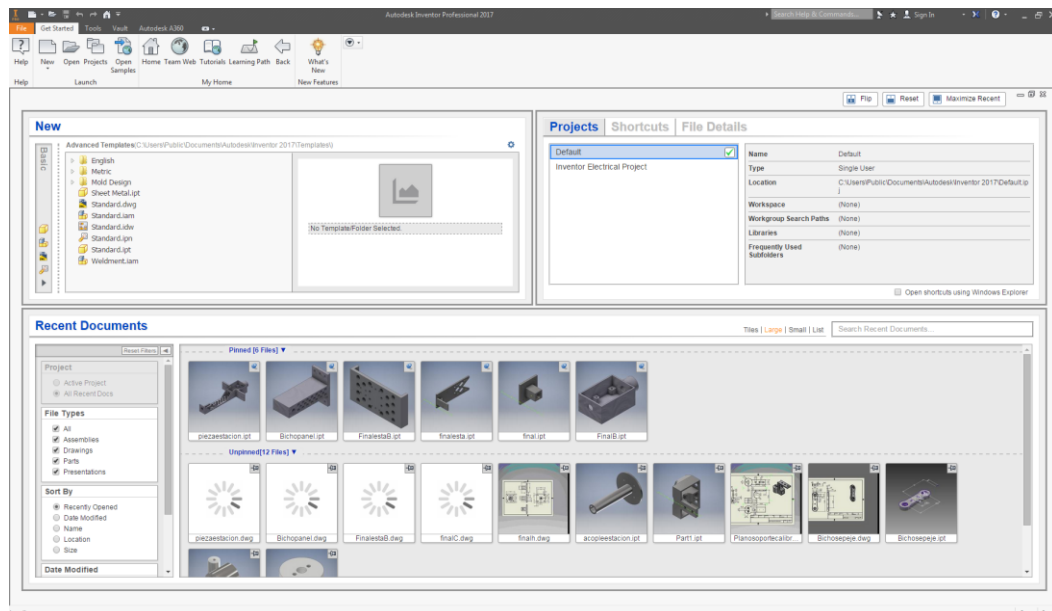 Autodesk Inventor Professional 2017
Search Help & Commands...
Sign In
File Get Started Tools Vault Autodesk A360
Help New Open Projects Open Samples Home Team Web Tutorials Learning Path Back What's New
Help Launch My Home New Features
Flip Reset Maximize Recent
New
Basic
Advanced Templates(C:\Users\Public\Documents\Autodesk\Inventor 2017\Templates\)
English
Metric
Mold Design
Sheet Metal.ipt
Standard.dwg
Standard.iam
Standard.idw
Standard.ipn
Standard.ipt
Weldment.iam
No Template/Folder Selected.
Projects Shortcuts File Details
Default
Inventor Electrical Project
Name Default
Type Single User
Location C:\Users\Public\Documents\Autodesk\Inventor 2017\Default.ip
j
Workspace (None)
Workgroup Search Paths (None)
Libraries (None)
Frequently Used (None)
Subfolders
Open shortcuts using Windows Explorer
Recent Documents
Tiles | Large | Small | List
Search Recent Documents...
Reset Filters
Project
Active Project
All Recent Docs
File Types
All
Assemblies
Drawings
Parts
Presentations
Sort By
Recently Opened
Date Modified
Name
Location
Size
Date Modified
Pinned [6 Files]
piezaestacion.ipt Bichopanel.ipt FinalestaB.ipt finalesta.ipt final.ipt FinalB.ipt
Unpinned[12 Files]
piezaestacion.dwg Bichopanel.dwg FinalestaB.dwg finalC.dwg finalh.dwg acopleestacion.ipt Part1.ipt Planosoportecalibr... Bichosepeje.dwg Bichosepeje.ipt